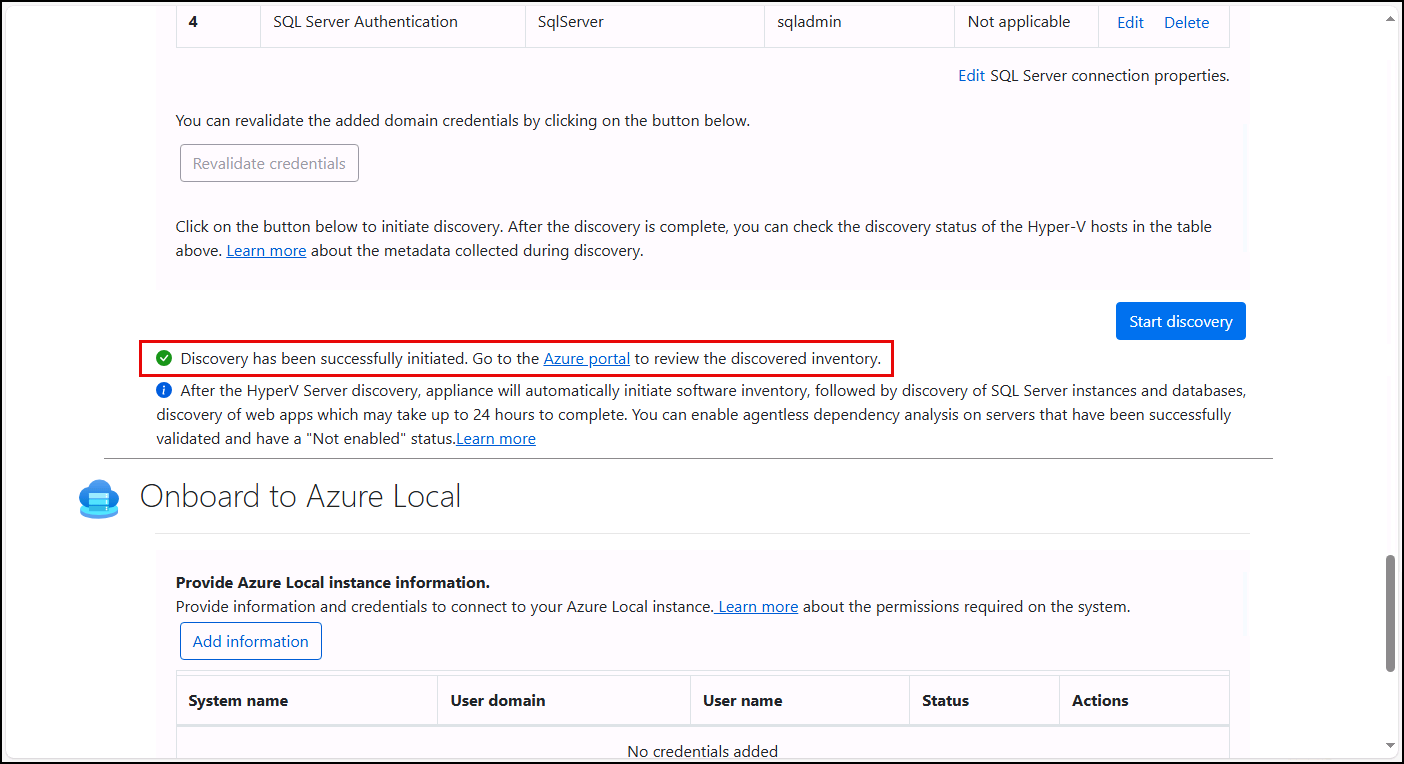 4 SQL Server Authentication SqlServer sqladmin Not applicable Edit Delete
Edit SQL Server connection properties.
You can revalidate the added domain credentials by clicking on the button below.
Revalidate credentials
Click on the button below to initiate discovery. After the discovery is complete, you can check the discovery status of the Hyper-V hosts in the table
above. Learn more about the metadata collected during discovery.
Start discovery
Discovery has been successfully initiated. Go to the Azure portal to review the discovered inventory.
After the HyperV Server discovery, appliance will automatically initiate software inventory, followed by discovery of SQL Server instances and databases,
discovery of web apps which may take up to 24 hours to complete. You can enable agentless dependency analysis on servers that have been successfully
validated and have a "Not enabled" status.Learn more
Onboard to Azure Local
Provide Azure Local instance information.
Provide information and credentials to connect to your Azure Local instance. Learn more about the permissions required on the system.
Add information
System name User domain User name Status Actions
No credentials added